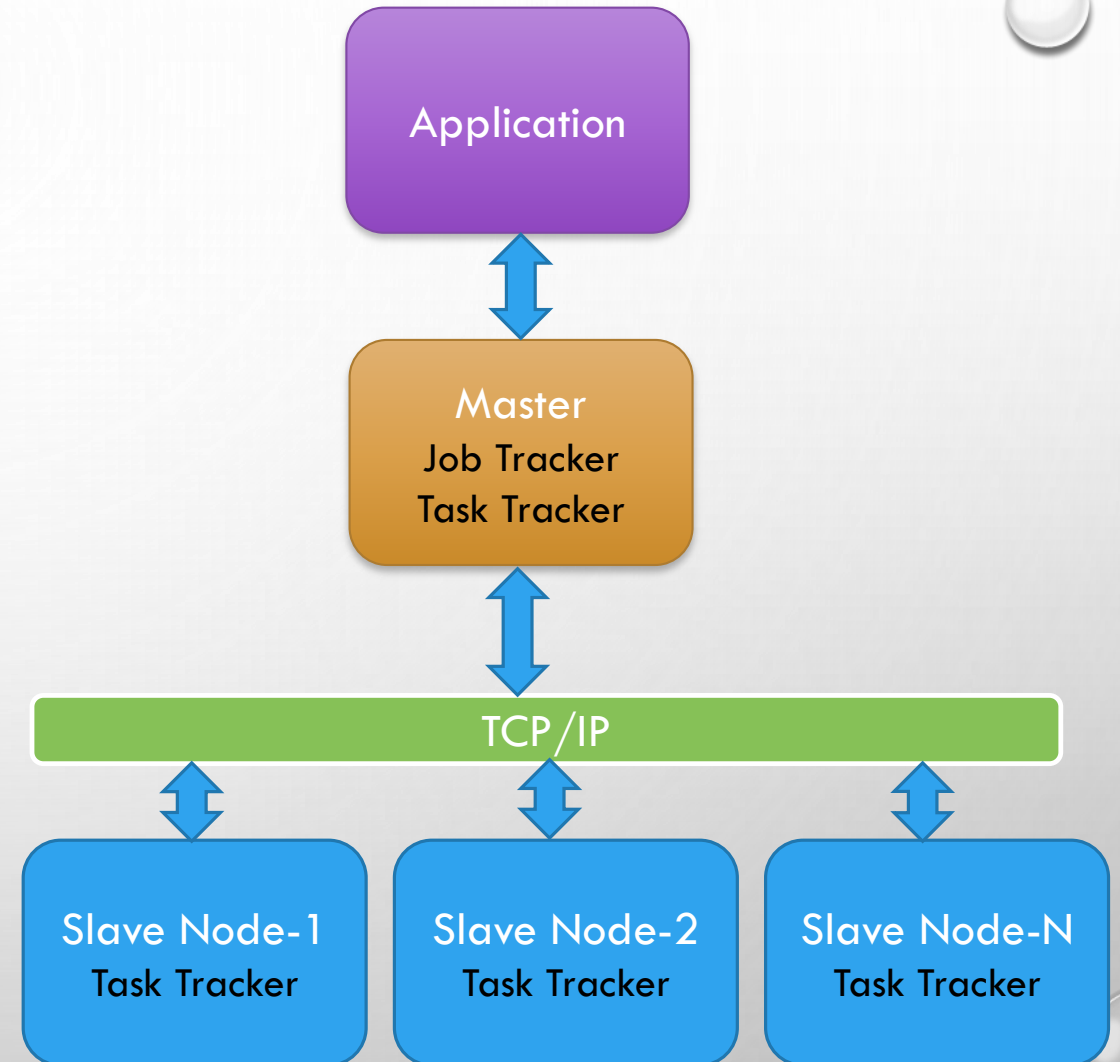 Application
Master
Job Tracker
Task Tracker
TCP/IP
Slave Node-1
Task Tracker
Slave Node-2
Task Tracker
Slave Node-N
Task Tracker